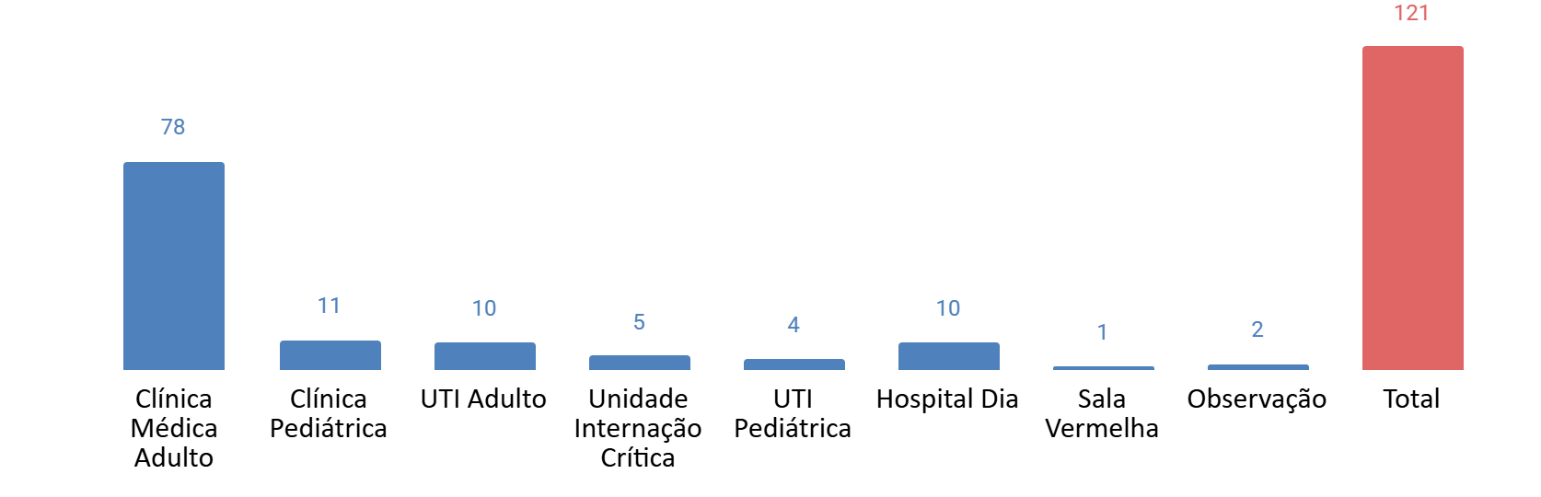 121
78
11
10
5
4
10
1
2
Clínica
Médica
Adulto
Clínica
Pediátrica
UTI Adulto
Unidade
Internação
Crítica
UTI
Pediátrica
Hospital Dia
Sala
Vermelha
Observação
Total